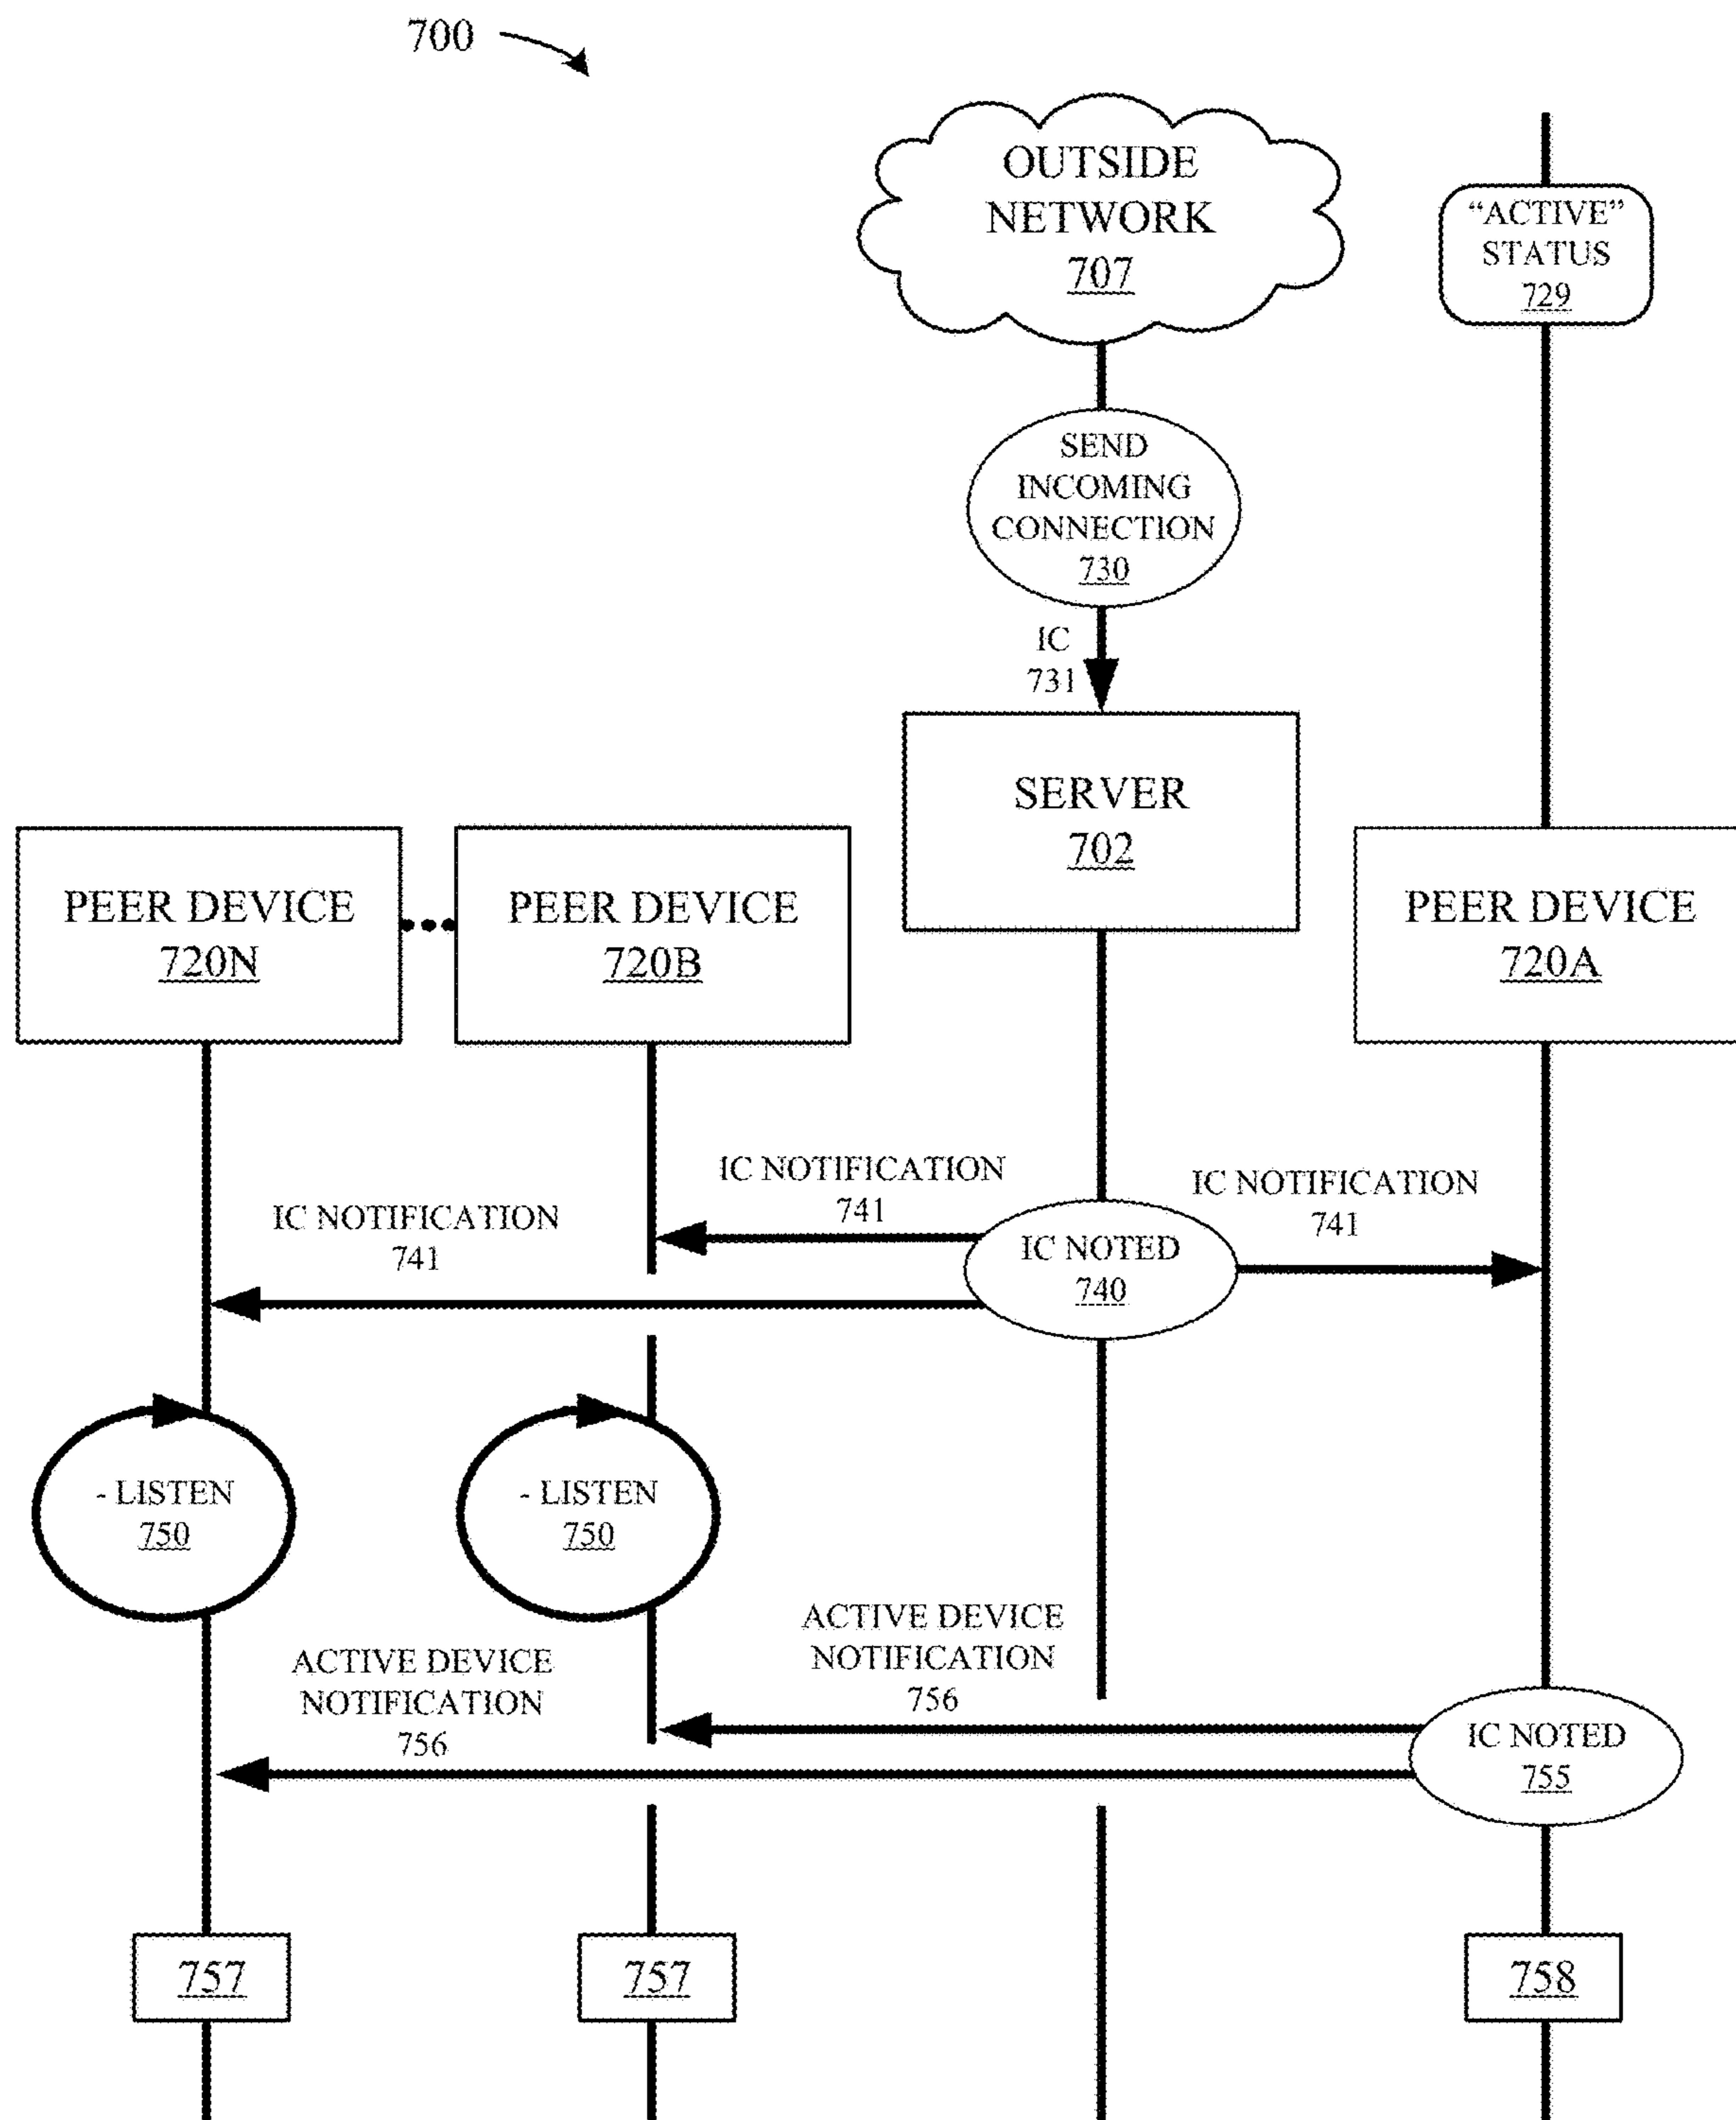 700
OUTSIDE
NETWORK
707
“ACTIVE”
STATUS
729
SEND
INCOMING
CONNECTION
730
IC
731
SERVER
702
PEER DEVICE
720N
PEER DEVICE
720B
PEER DEVICE
720A
IC NOTIFICATION
741
IC NOTIFICATION
741
IC NOTED
740
IC NOTIFICATION
741
- LISTEN
750
- LISTEN
750
ACTIVE DEVICE
NOTIFICATION
756
ACTIVE DEVICE
NOTIFICATION
756
IC NOTED
755
757
757
758